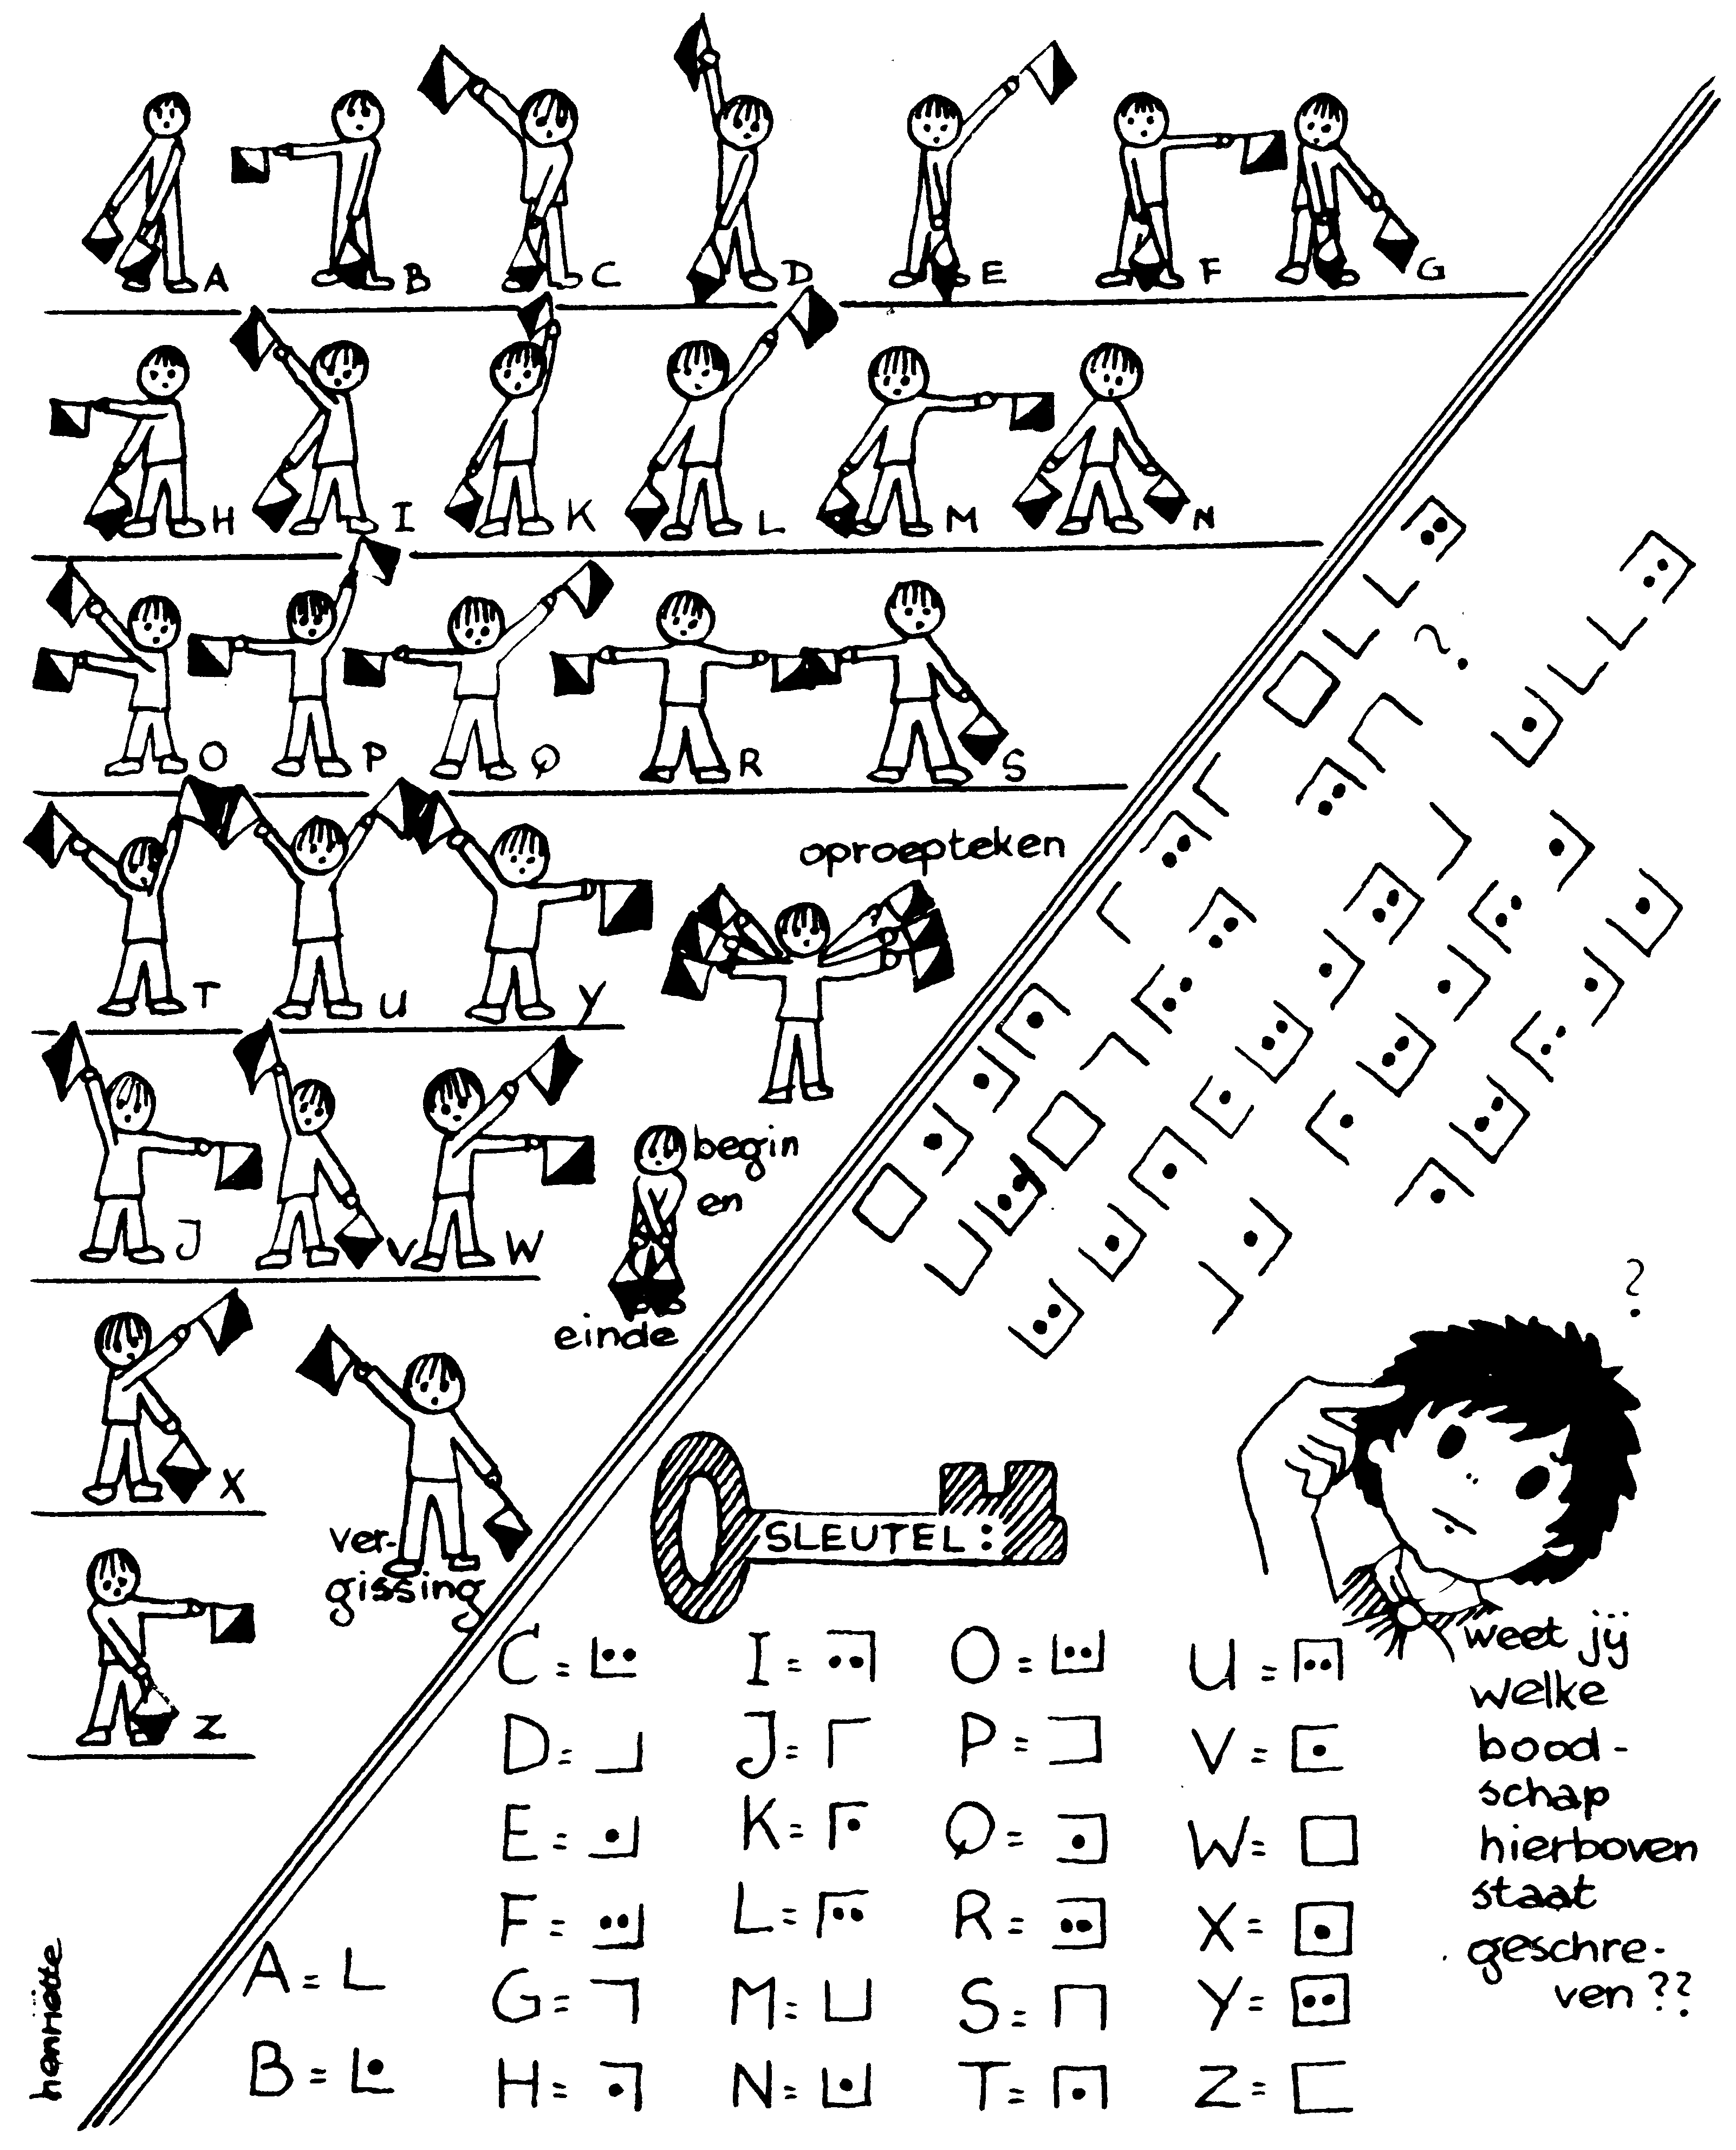 A B C D E F G
H I K L M N
O P Q R S
T U Y
oproepteken
J V W
begin
en
einde
X
ver-
gissing
Z
?
?
SLEUTEL:
C = I = O = U =
D = J = P = V =
E = K = Q = W =
F = L = R = X =
A = G = M = S = Y =
B = H = N = T = Z =
weet jij
welke
bood-
schap
hierboven
staat
geschre-
ven??
henriëtte